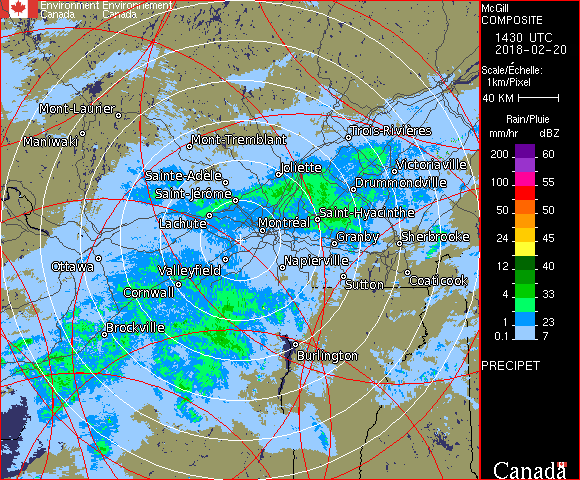 Environment Environnement
Canada Canada
McGill
COMPOSITE
1430 UTC
2018-02-20
Scale/Échelle:
1km/Pixel
40 KM
Rain/Pluie
mm/hr dBZ
200 60
100 55
50 50
24 45
12 40
4 33
1 23
0.1 7
PRECIPET
Canada
Mont-Laurier
Maniwaki
Mont-Tremblant
Trois-Rivières
Joliette
Victoriaville
Sainte-Adèle
Drummondville
Saint-Jérôme
Saint-Hyacinthe
Lachute
Montréal
Granby
Sherbrooke
Ottawa
Valleyfield
Napierville
Cornwall
Sutton
Coaticook
Brockville
Burlington